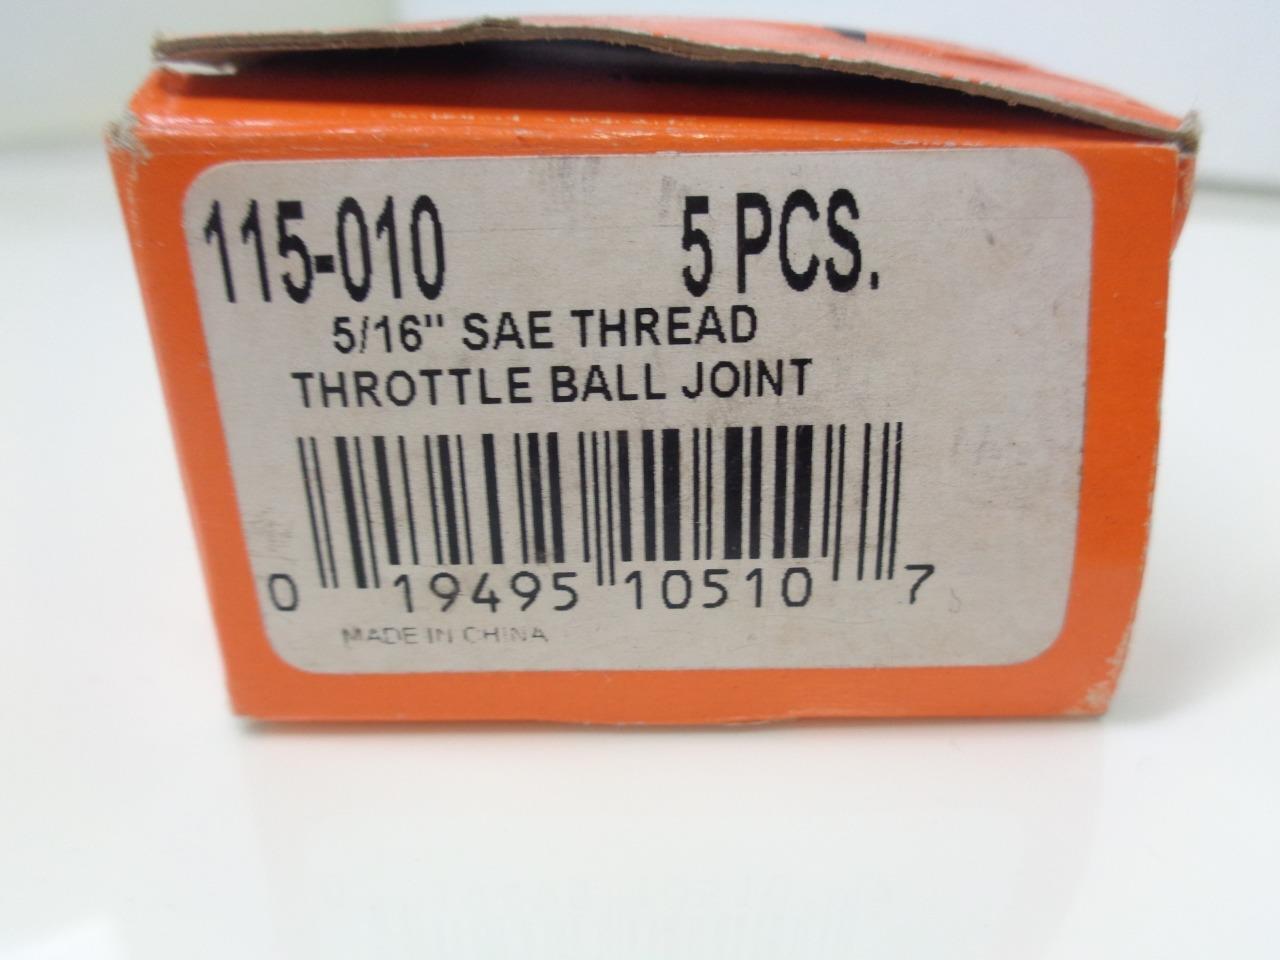 115-010 5 PCS.
5/16" SAE THREAD
THROTTLE BALL JOINT
0 19495 10510 7
MADE IN CHINA